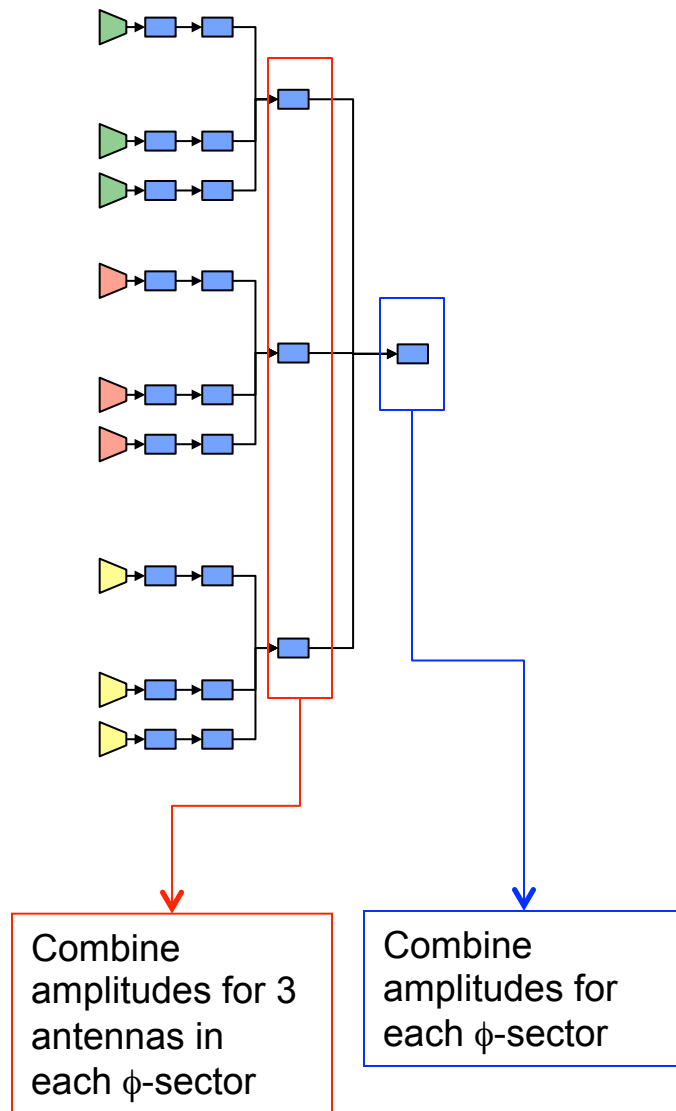 Combine
amplitudes for 3
antennas in
each ϕ-sector
Combine
amplitudes for
each ϕ-sector